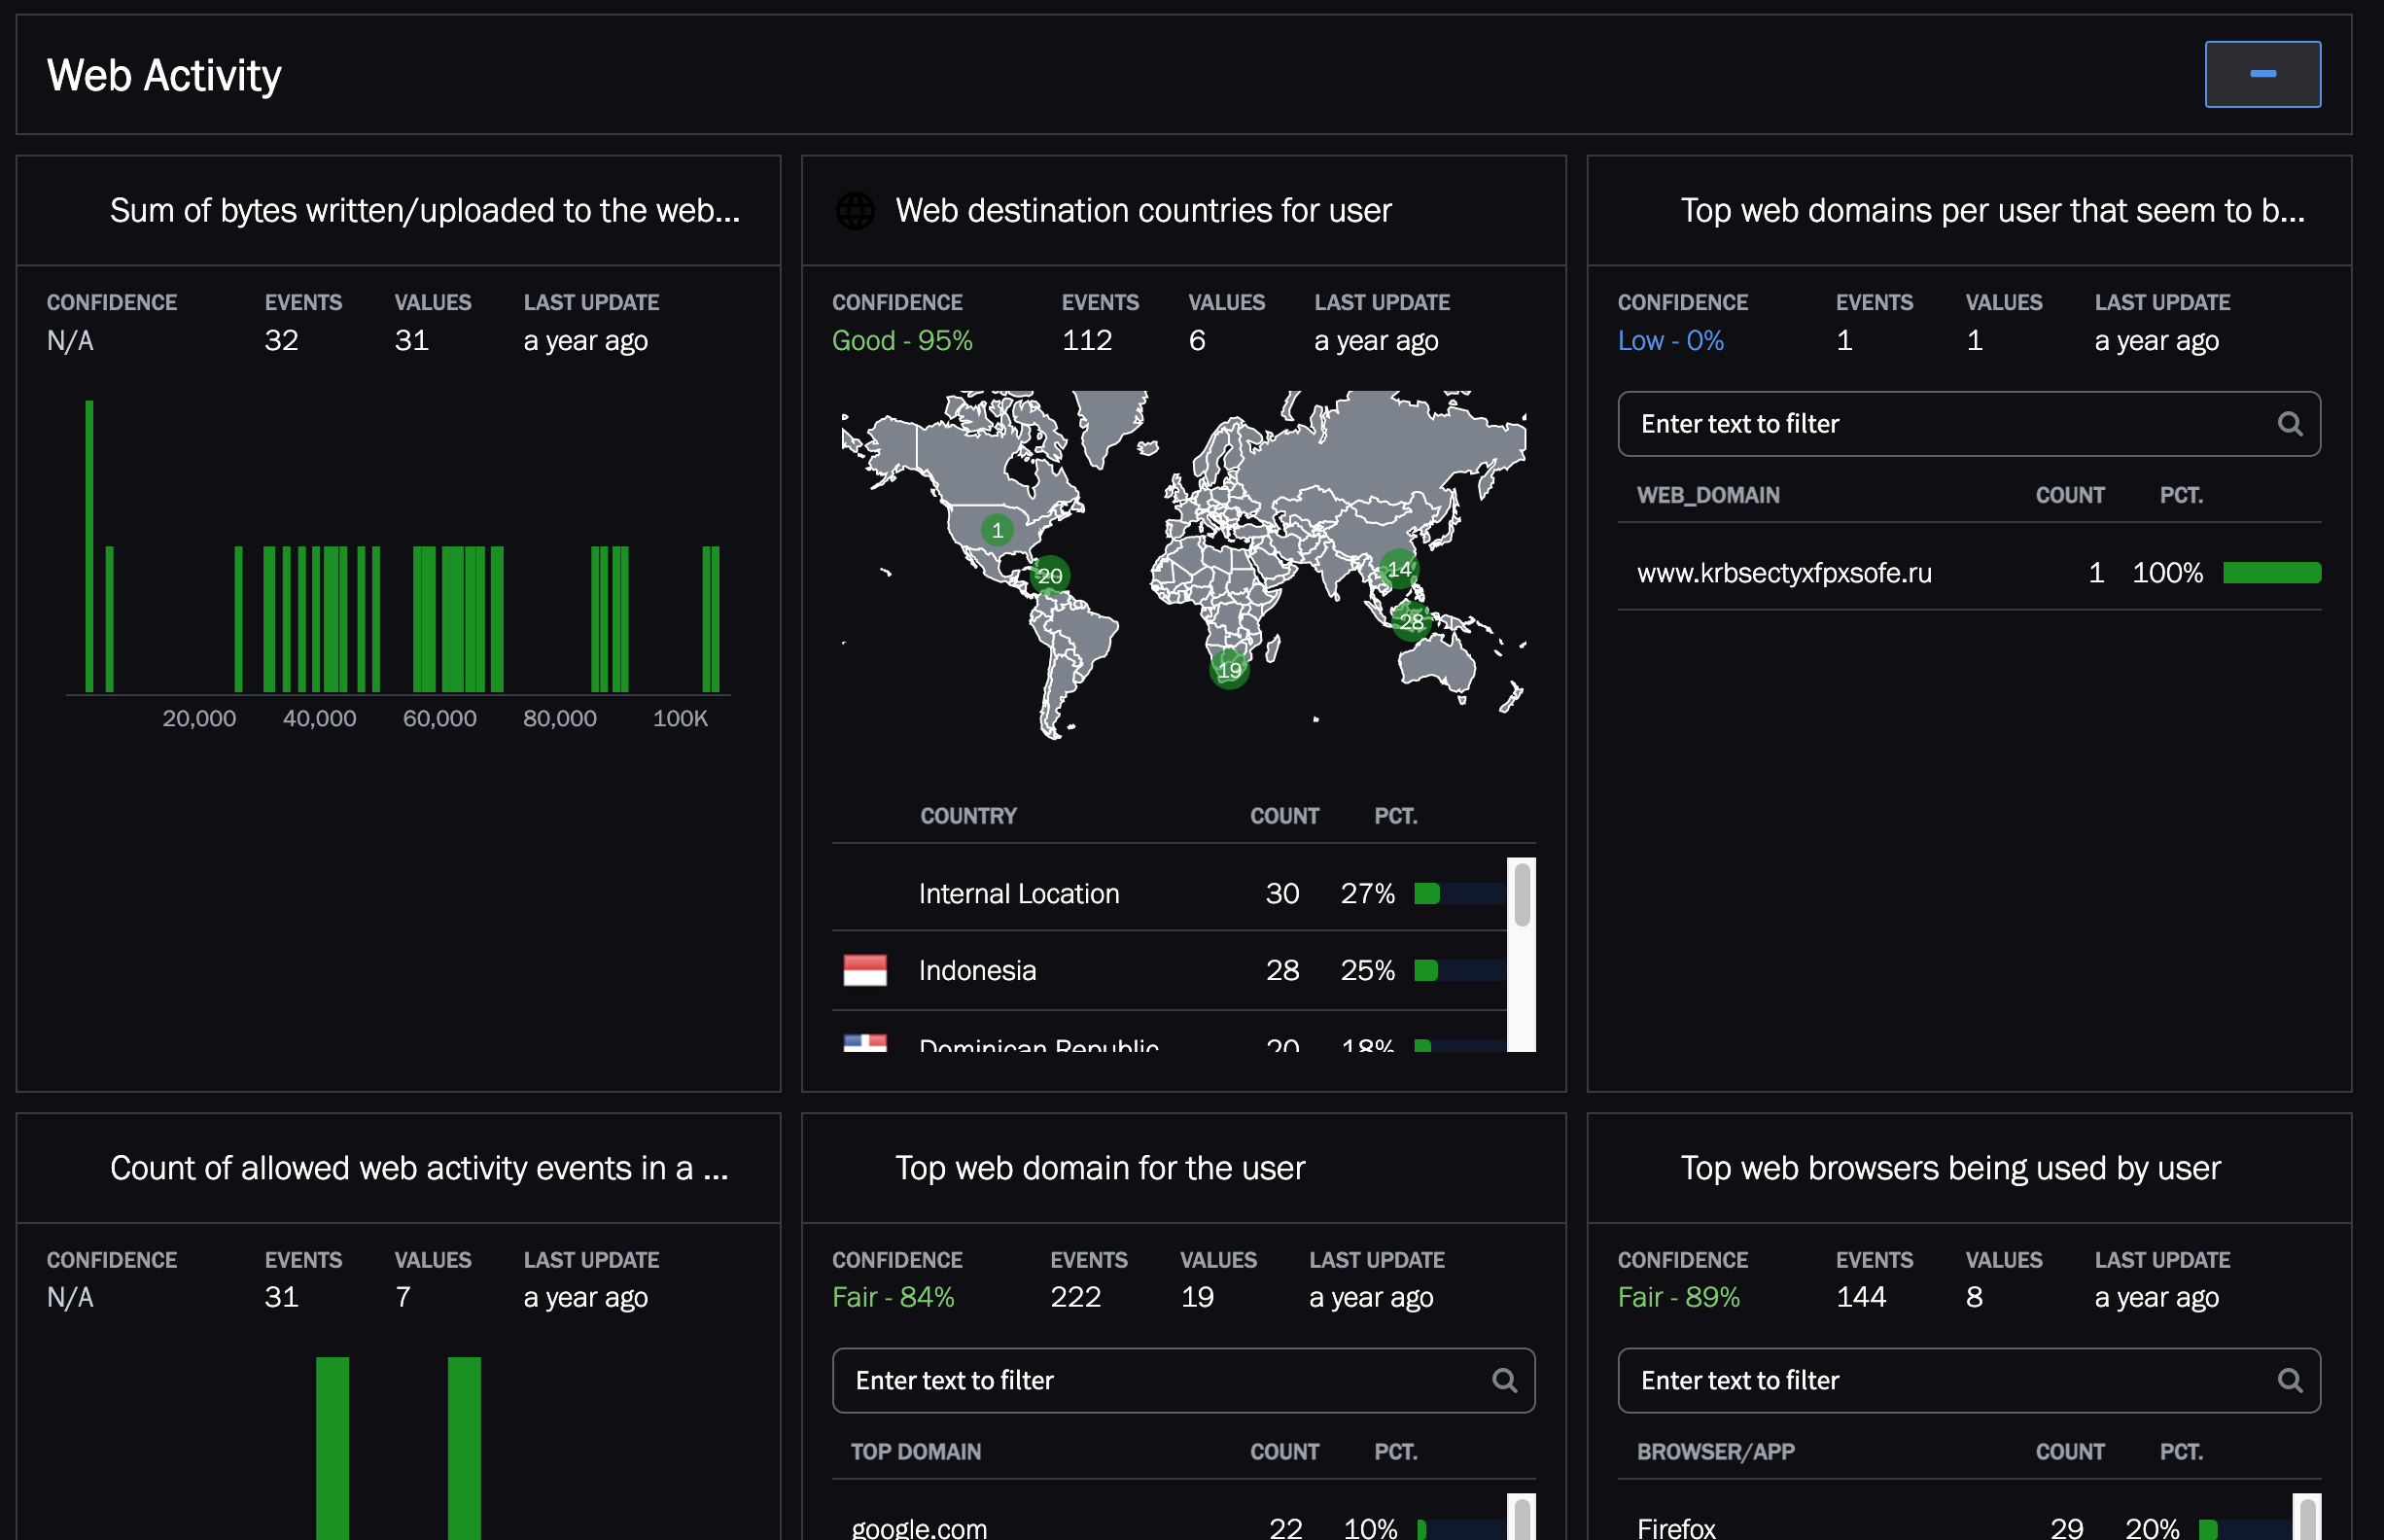 Web Activity
Sum of bytes written/uploaded to the web...
CONFIDENCE EVENTS VALUES LAST UPDATE
N/A 32 31 a year ago
20,000 40,000 60,000 80,000 100K
Web destination countries for user
CONFIDENCE EVENTS VALUES LAST UPDATE
Good - 95% 112 6 a year ago
1
20
14
28
19
COUNTRY COUNT PCT.
Internal Location 30 27%
Indonesia 28 25%
Dominican Republic 20 18%
Top web domains per user that seem to b...
CONFIDENCE EVENTS VALUES LAST UPDATE
Low - 0% 1 1 a year ago
Enter text to filter
WEB_DOMAIN COUNT PCT.
www.krbsectyxfpxsofe.ru 1 100%
Count of allowed web activity events in a ...
CONFIDENCE EVENTS VALUES LAST UPDATE
N/A 31 7 a year ago
Top web domain for the user
CONFIDENCE EVENTS VALUES LAST UPDATE
Fair - 84% 222 19 a year ago
Enter text to filter
TOP DOMAIN COUNT PCT.
google.com 22 10%
Top web browsers being used by user
CONFIDENCE EVENTS VALUES LAST UPDATE
Fair - 89% 144 8 a year ago
Enter text to filter
BROWSER/APP COUNT PCT.
Firefox 29 20%